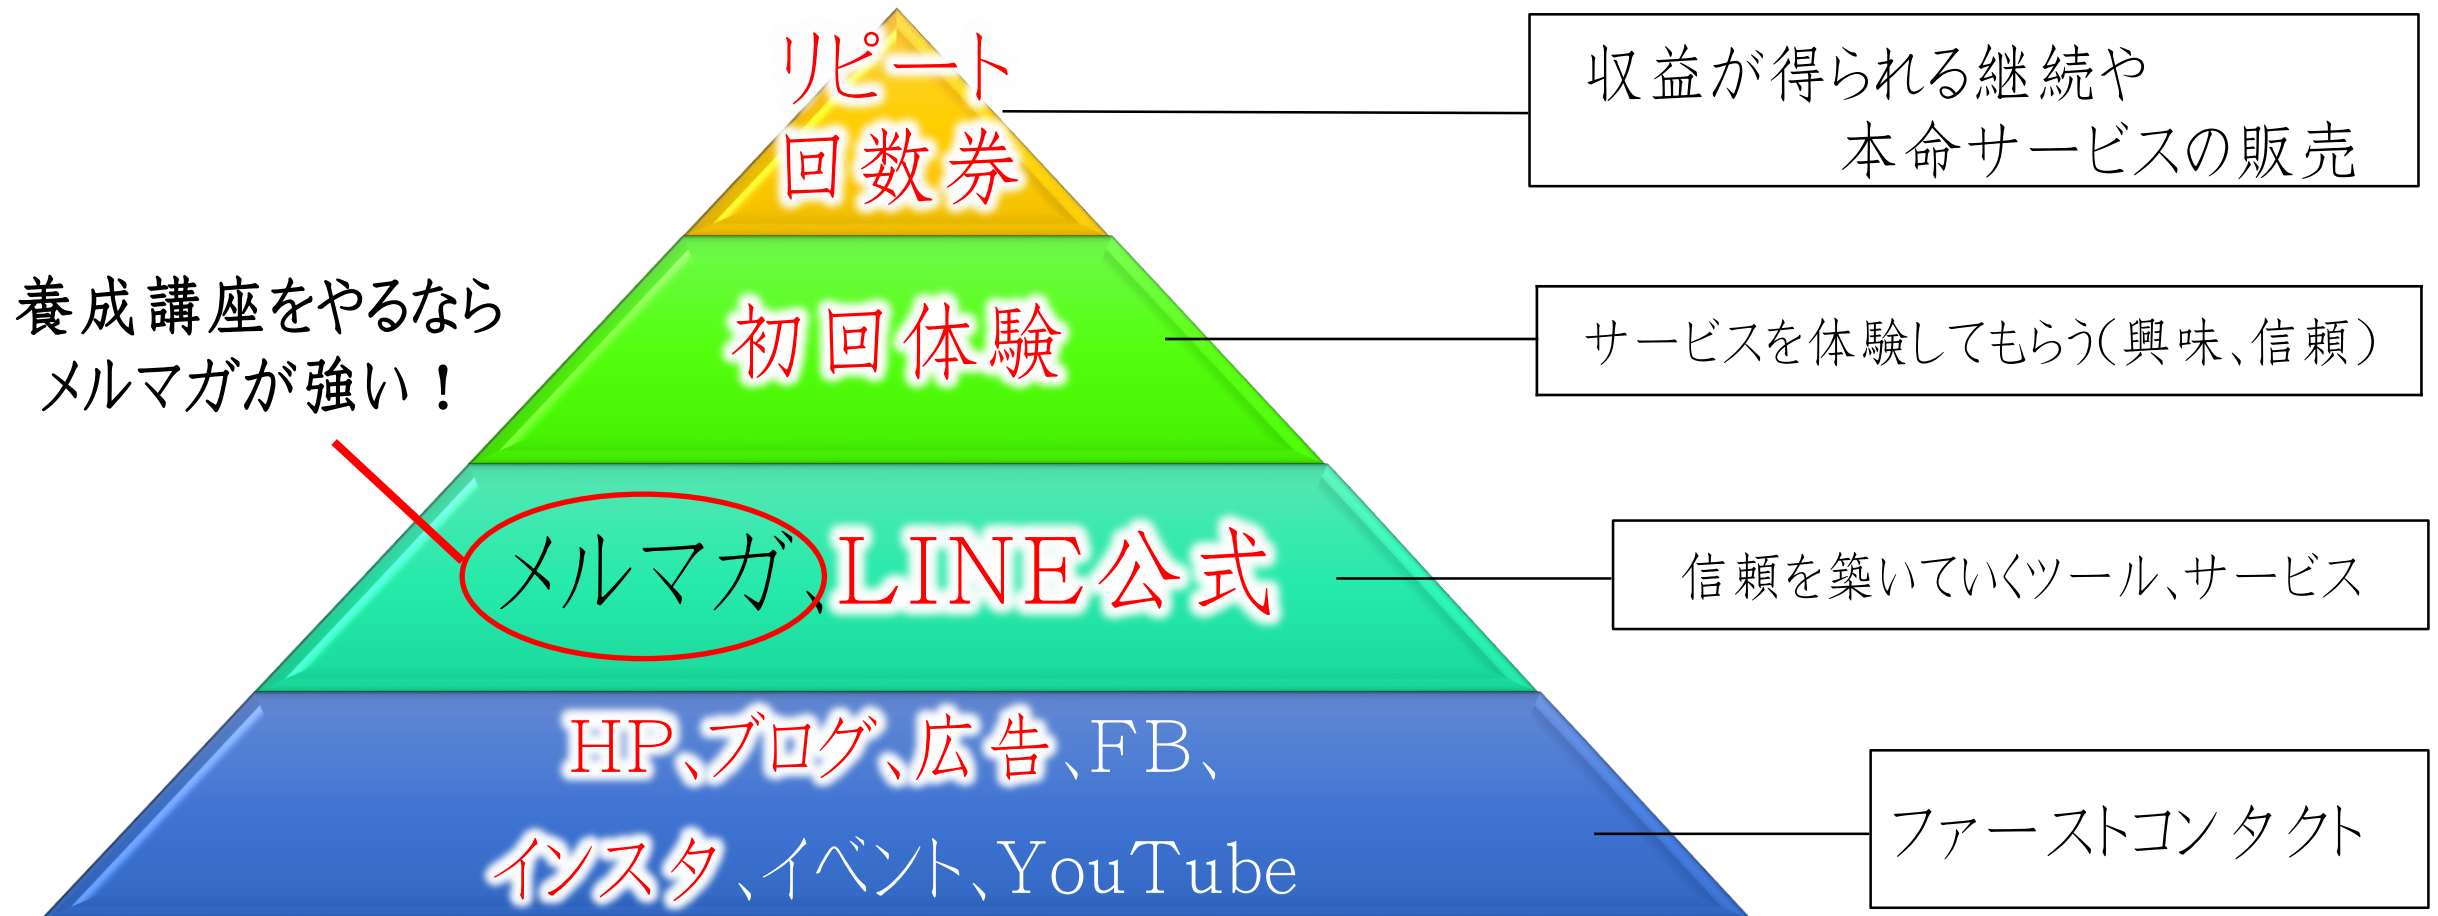 リピート
回数券
収益が得られる継続や
本命サービスの販売
養成講座をやるなら
メルマガが強い！
初回体験
サービスを体験してもらう（興味、信頼）
メルマガ、LINE公式
信頼を築いていくツール、サービス
HP、ブログ、広告、FB、
インスタ、イベント、YouTube
ファーストコンタクト